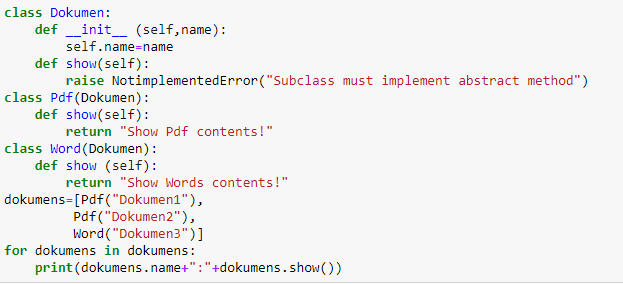 class Dokumen:
    def __init__ (self,name):
        self.name=name
    def show(self):
        raise NotimplementedError("Subclass must implement abstract method")
class Pdf(Dokumen):
    def show(self):
        return "Show Pdf contents!"
class Word(Dokumen):
    def show (self):
        return "Show Words contents!"
dokumens=[Pdf("Dokumen1"),
         Pdf("Dokumen2"),
         Word("Dokumen3")]
for dokumens in dokumens:
    print(dokumens.name+":"+dokumens.show())